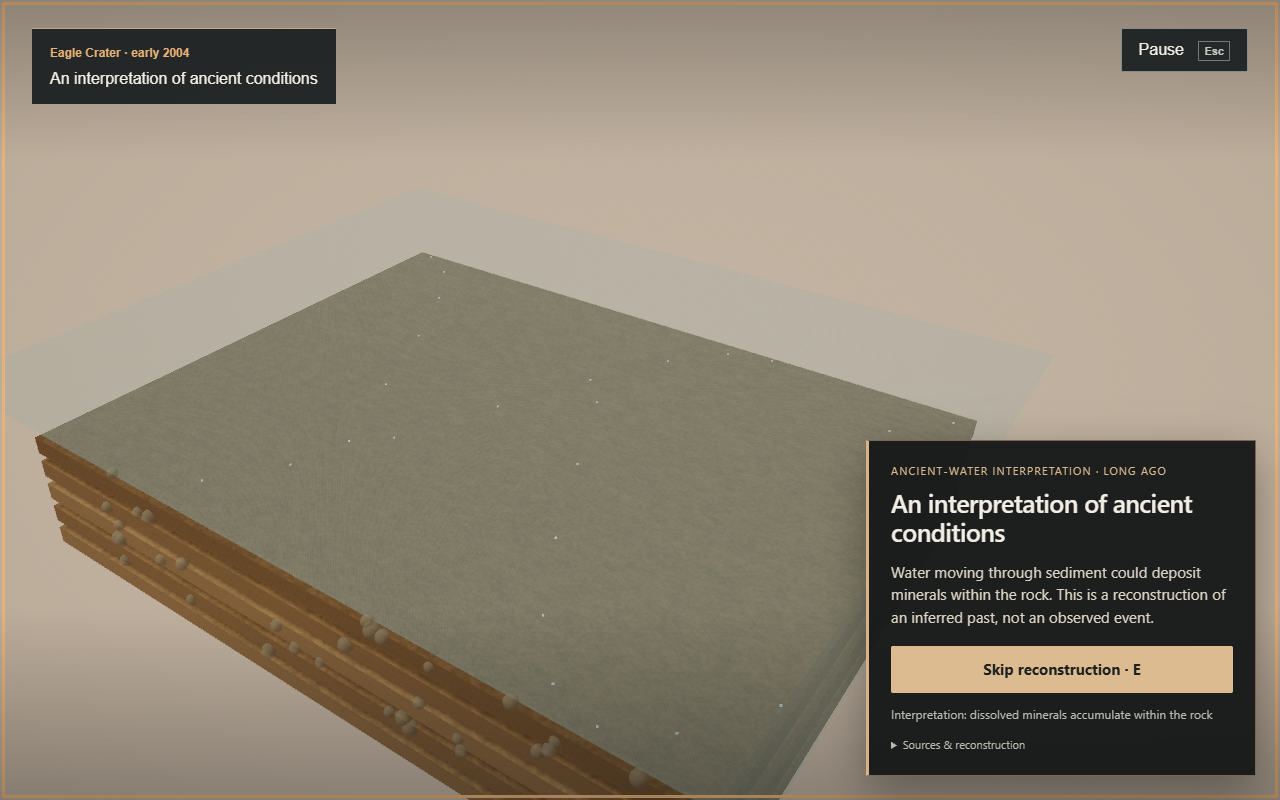 Eagle Crater · early 2004
An interpretation of ancient conditions
Pause Esc
ANCIENT-WATER INTERPRETATION · LONG AGO
An interpretation of ancient
conditions
Water moving through sediment could deposit
minerals within the rock. This is a reconstruction of
an inferred past, not an observed event.
Skip reconstruction · E
Interpretation: dissolved minerals accumulate within the rock
Sources & reconstruction